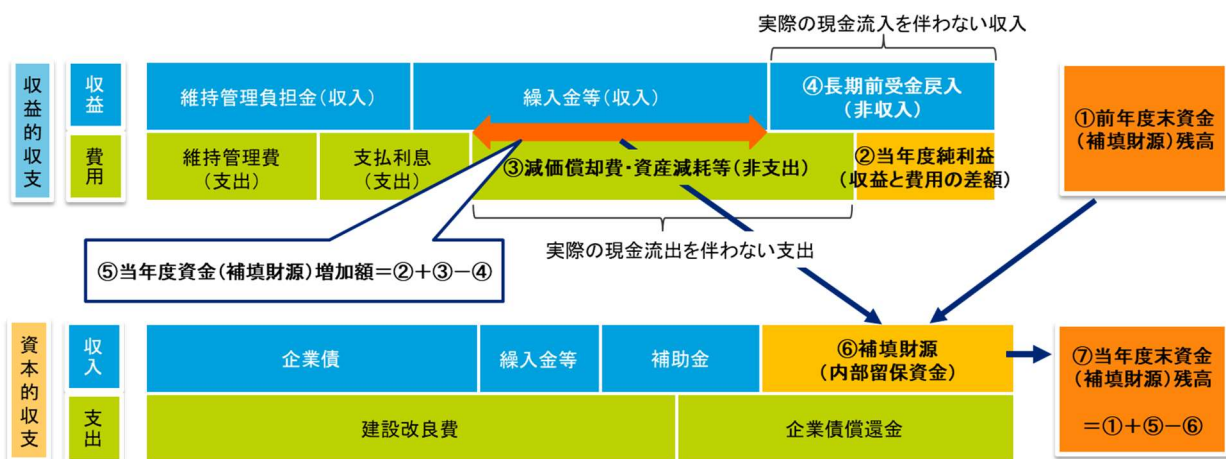 実際の現金流入を伴わない収入
収益的収支
収益
維持管理負担金(収入)
繰入金等(収入)
④長期前受金戻入
(非収入)
①前年度末資金
(補填財源)残高
費用
維持管理費
(支出)
支払利息
(支出)
③減価償却費・資産減耗等(非支出)
②当年度純利益
(収益と費用の差額)
実際の現金流出を伴わない支出
⑤当年度資金(補填財源)増加額=②+③-④
資本的収支
収入
企業債
繰入金等
補助金
⑥補填財源
(内部留保資金)
⑦当年度末資金
(補填財源)残高
=①+⑤-⑥
支出
建設改良費
企業債償還金